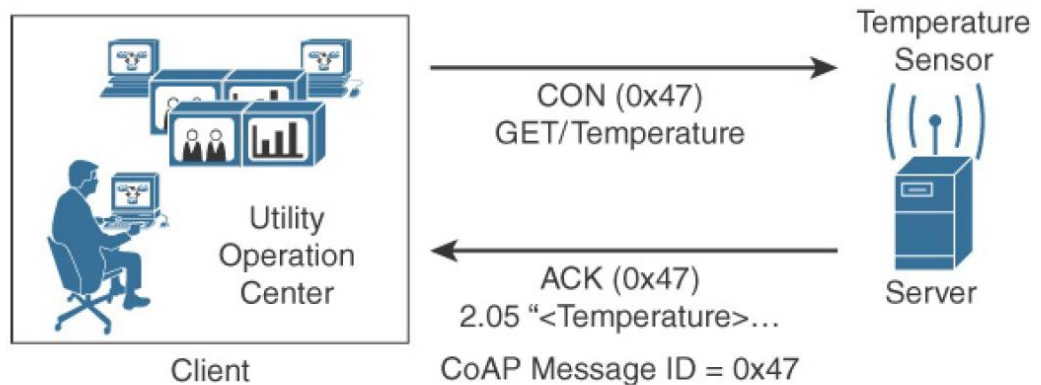 Temperature
Sensor
CON (0x47)
GET/Temperature
Utility
Operation
Center
ACK (0x47)
2.05 “<Temperature>…
Server
Client
CoAP Message ID = 0x47